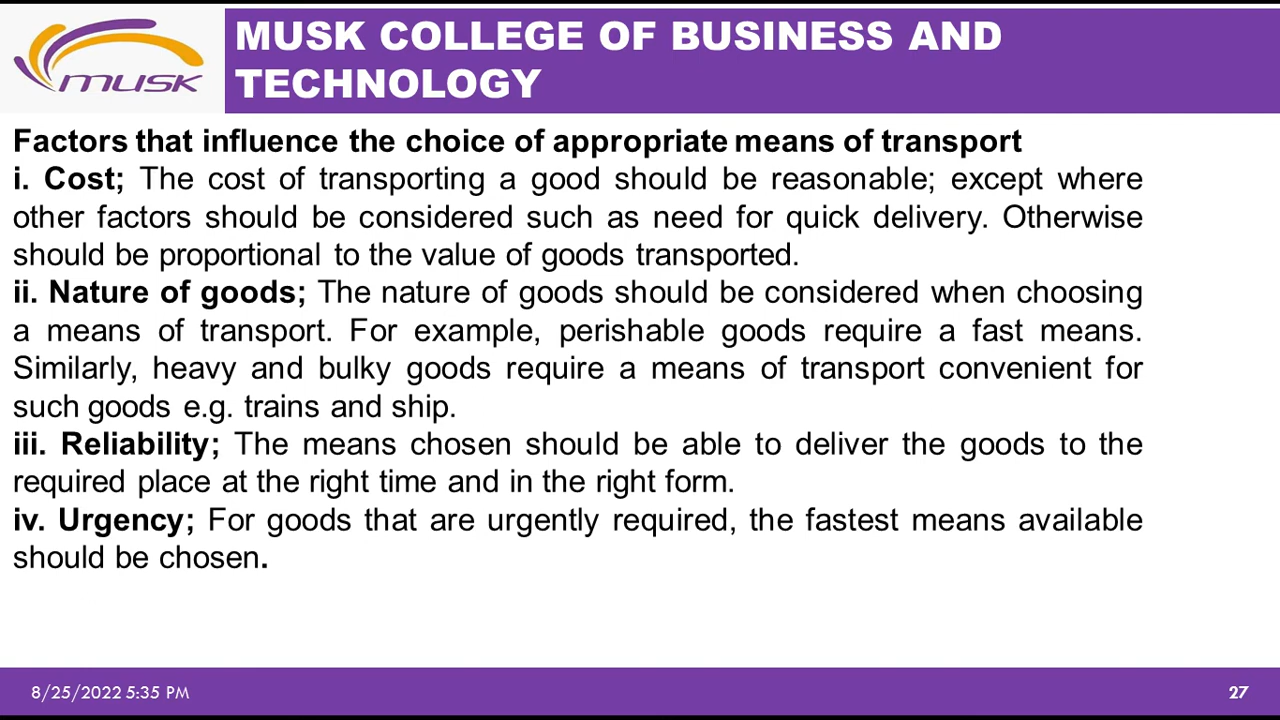 musk
MUSK COLLEGE OF BUSINESS AND
TECHNOLOGY
Factors that influence the choice of appropriate means of transport
i. Cost; The cost of transporting a good should be reasonable; except where
other factors should be considered such as need for quick delivery. Otherwise
should be proportional to the value of goods transported.
ii. Nature of goods; The nature of goods should be considered when choosing
a means of transport. For example, perishable goods require a fast means.
Similarly, heavy and bulky goods require a means of transport convenient for
such goods e.g. trains and ship.
iii. Reliability; The means chosen should be able to deliver the goods to the
required place at the right time and in the right form.
iv. Urgency; For goods that are urgently required, the fastest means available
should be chosen.
8/25/2022 5:35 PM
27